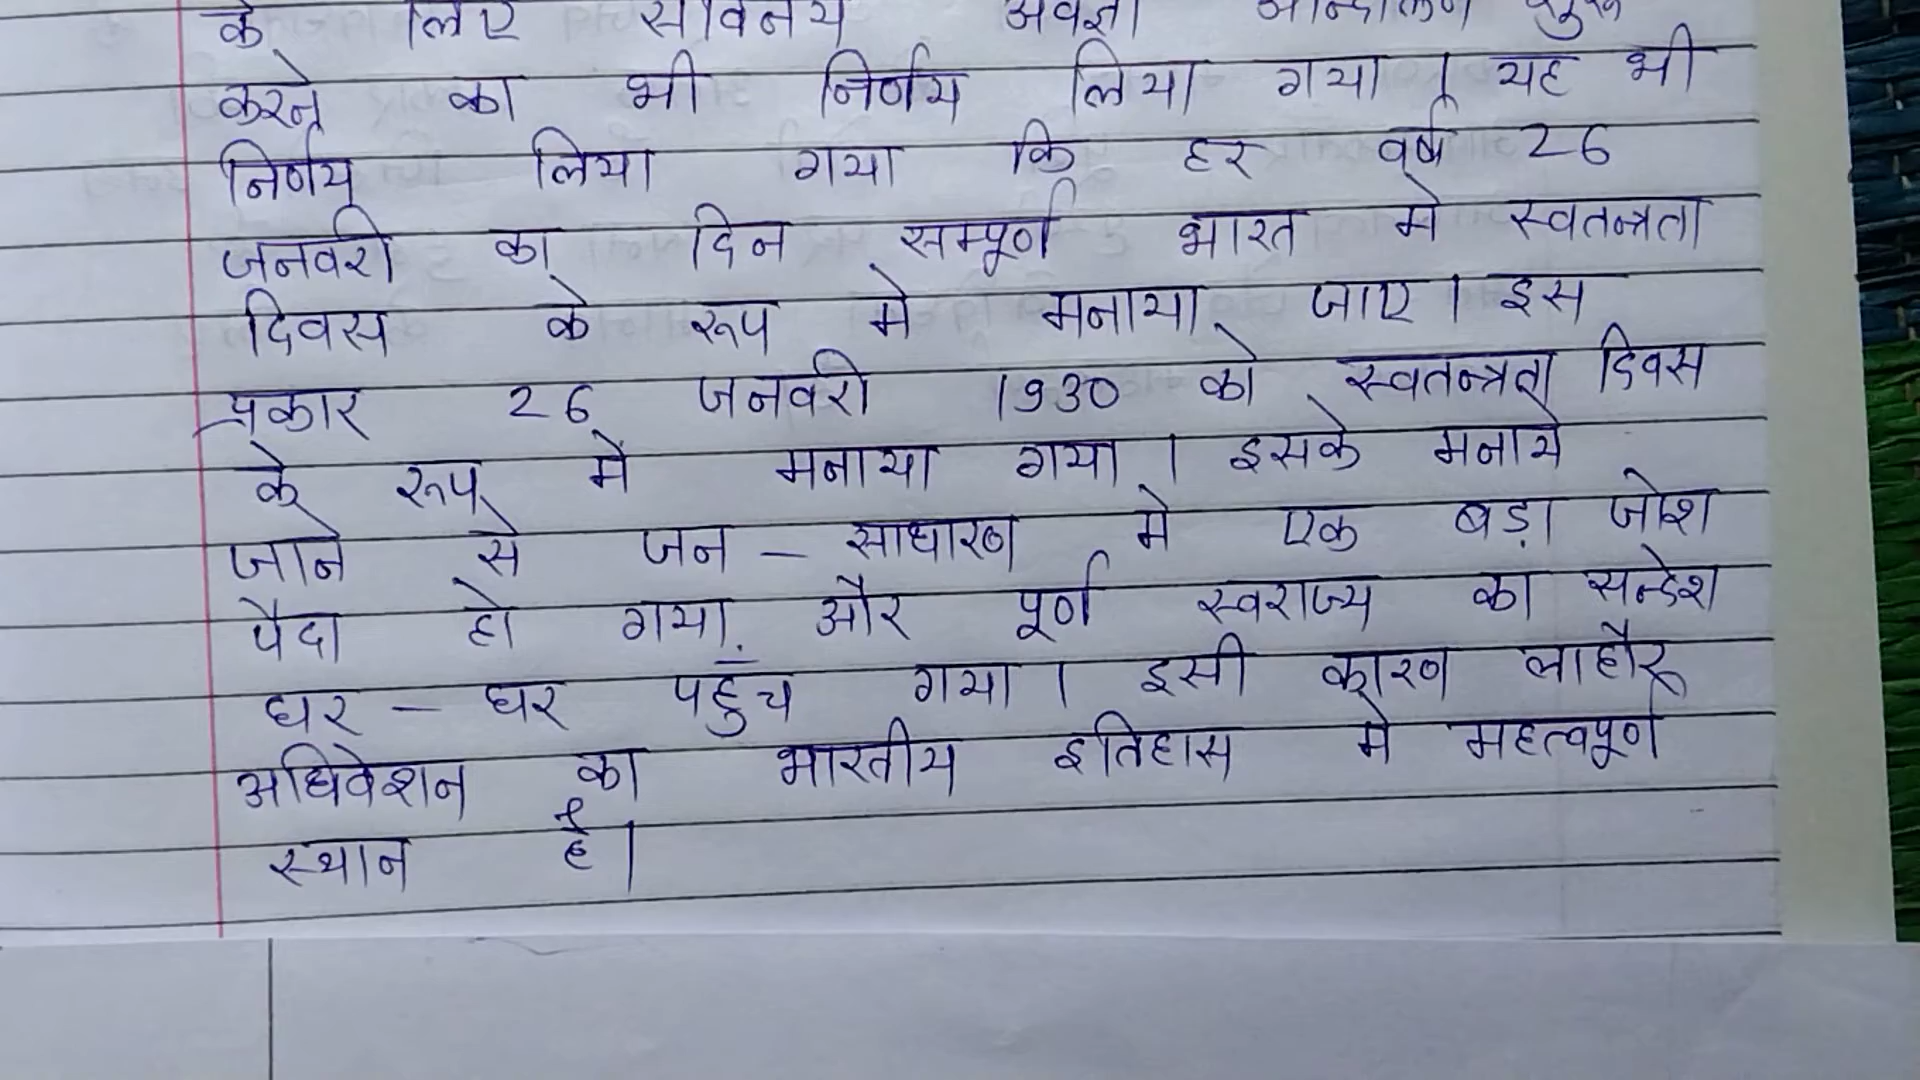 के लिए सविनय अवज्ञा आन्दोलन शुरू
करने का भी निर्णय लिया गया। यह भी
निर्णय लिया गया कि हर वर्ष 26
जनवरी का दिन सम्पूर्ण भारत मे स्वतन्त्रता
दिवस के रूप मे मनाया जाए। इस
प्रकार 26 जनवरी 1930 को स्वतन्त्रता दिवस
के रूप में मनाया गया। इसके मनाये
जाने से जन - साधारण मे एक बड़ा जोश
पैदा हो गया और पूर्ण स्वराज्य का सन्देश
घर - घर पहुँच गया। इसी कारण लाहौर
अधिवेशन का भारतीय इतिहास मे महत्वपूर्ण
स्थान है।